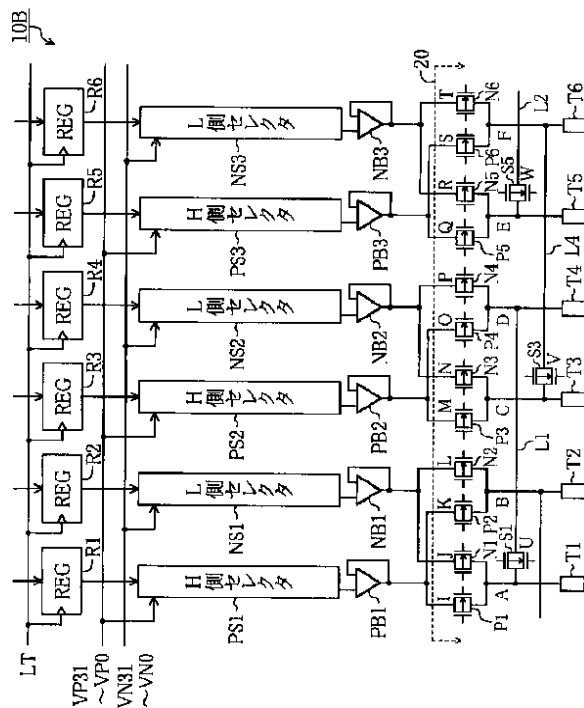 10B
LT
VP31
～VP0
VN31
～VN0
REG
R1
REG
R2
REG
R3
REG
R4
REG
R5
REG
R6
H側セレクタ
PS1
L側セレクタ
NS1
H側セレクタ
PS2
L側セレクタ
NS2
H側セレクタ
PS3
L側セレクタ
NS3
PB1
NB1
PB2
NB2
PB3
NB3
20
I
J
K
L
M
N
O
P
Q
R
S
T
P1
N1
P2
N2
P3
N3
P4
N4
P5
N5
P6
N6
A
B
C
D
E
F
S1
U
S3
V
S5
W
L1
L4
L2
T1
T2
T3
T4
T5
T6